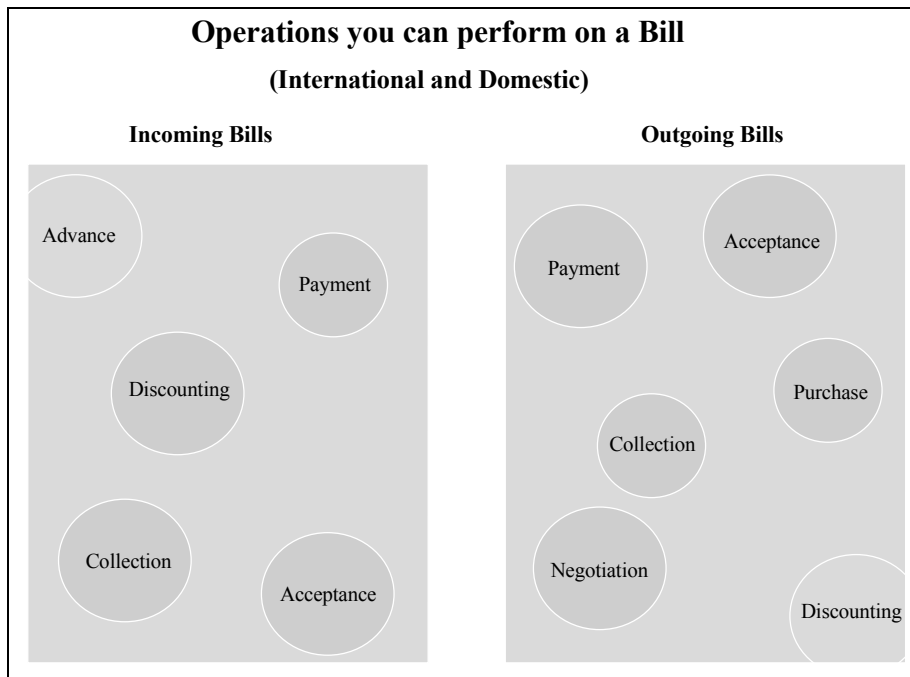 Operations you can perform on a Bill
(International and Domestic)
Incoming Bills
Advance
Payment
Discounting
Collection
Acceptance
Outgoing Bills
Payment
Acceptance
Purchase
Collection
Negotiation
Discounting